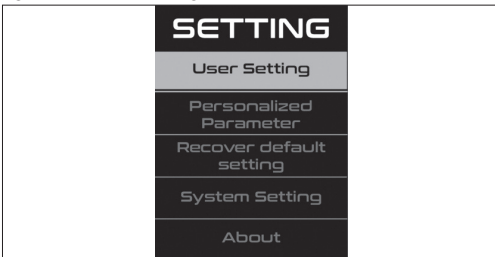 SETTING
User Setting
Personalized
Parameter
Recover default
setting
System Setting
About